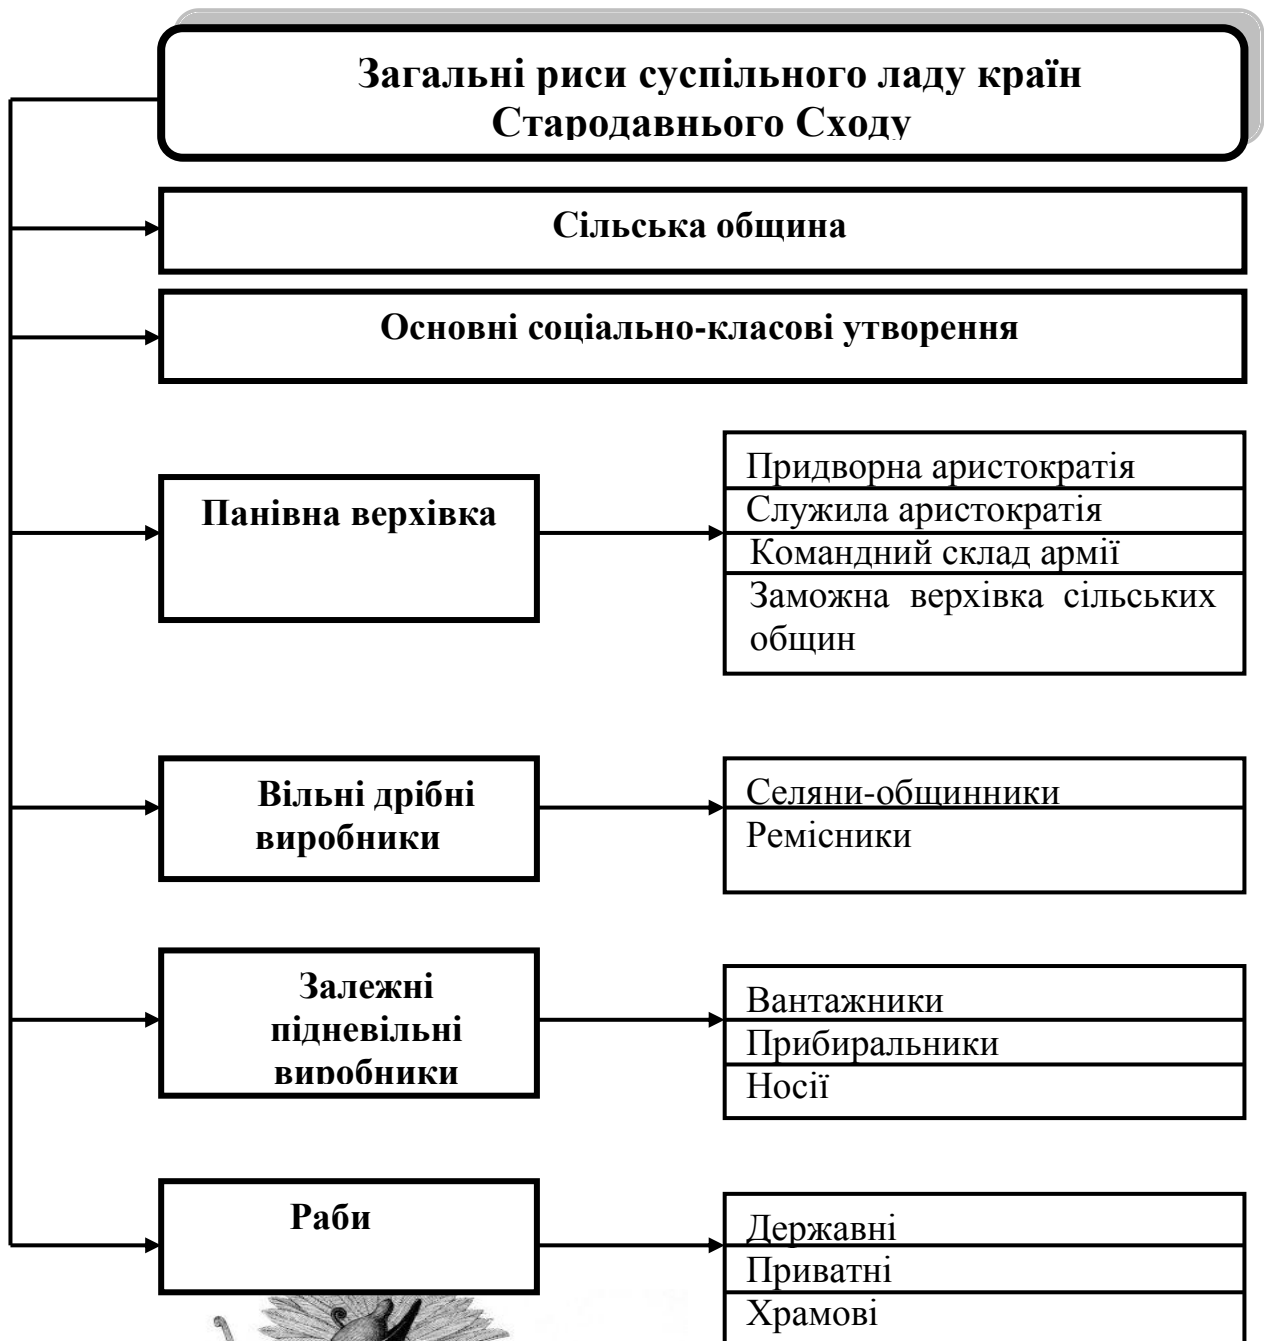 Загальні риси суспільного ладу країн
Стародавнього Сходу
Сільська община
Основні соціально-класові утворення
Панівна верхівка
Придворна аристократія
Служила аристократія
Командний склад армії
Заможна верхівка сільських
общин
Вільні дрібні
виробники
Селяни-общинники
Ремісники
Залежні
підневільні
виробники
Вантажники
Прибиральники
Носії
Раби
Державні
Приватні
Храмові